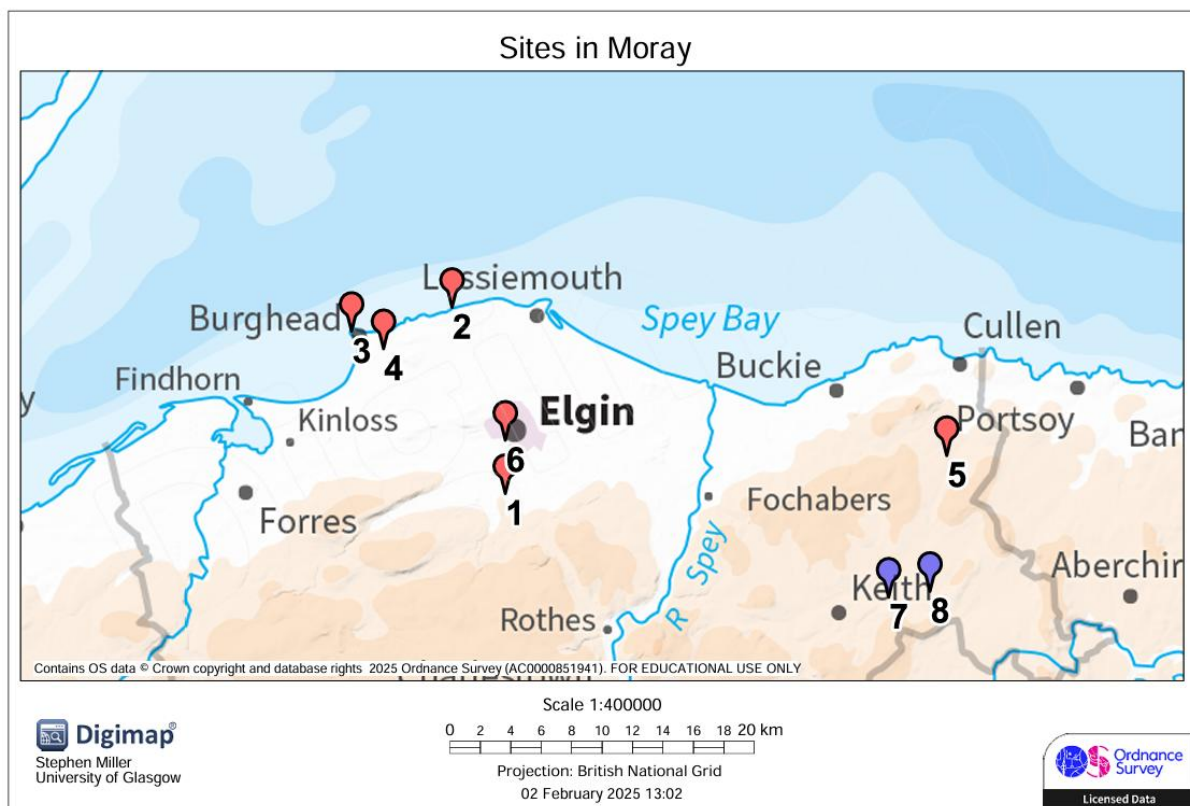 Sites in Moray
Lossiemouth
Burghead
2
3
4
Spey Bay
Cullen
Buckie
Findhorn
Kinloss
Elgin
Portsoy
Ban
y
6
5
1
Fochabers
Forres
Spey
R
Keith
Aberchir
7
8
Rothes
Contains OS data © Crown copyright and database rights 2025 Ordnance Survey (AC0000851941). FOR EDUCATIONAL USE ONLY
Scale 1:400000
0 2 4 6 8 10 12 14 16 18 20 km
Projection: British National Grid
02 February 2025 13:02
Digimap®
Stephen Miller
University of Glasgow
Ordnance
Survey
Licensed Data